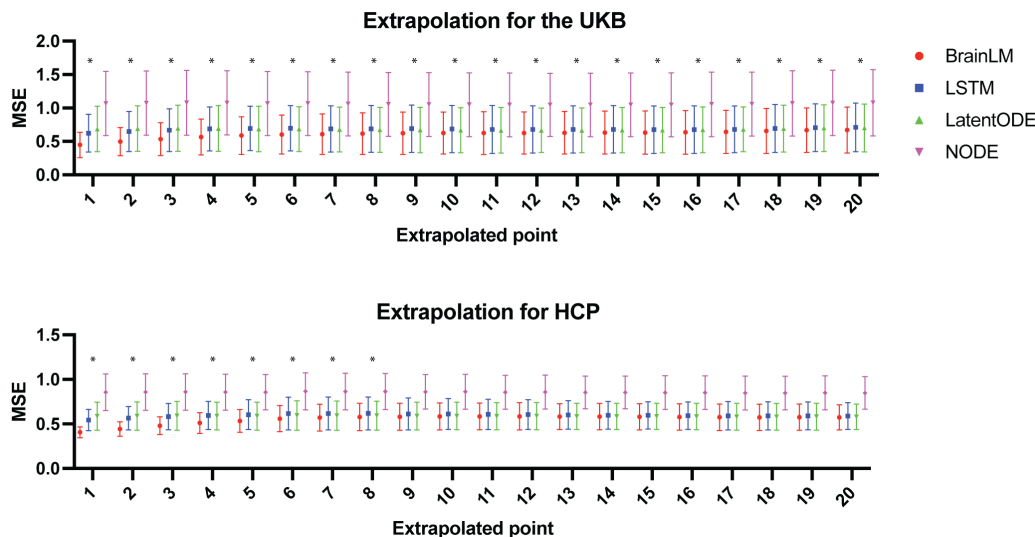 Extrapolation for the UKB
2.0
1.5
1.0
0.5
0.0
MSE
* * * * * * * * * * * * * * * * * * * *
1 2 3 4 5 6 7 8 9 10 11 12 13 14 15 16 17 18 19 20
Extrapolated point
BrainLM
LSTM
LatentODE
NODE
Extrapolation for HCP
1.5
1.0
0.5
0.0
MSE
* * * * * * * *
1 2 3 4 5 6 7 8 9 10 11 12 13 14 15 16 17 18 19 20
Extrapolated point